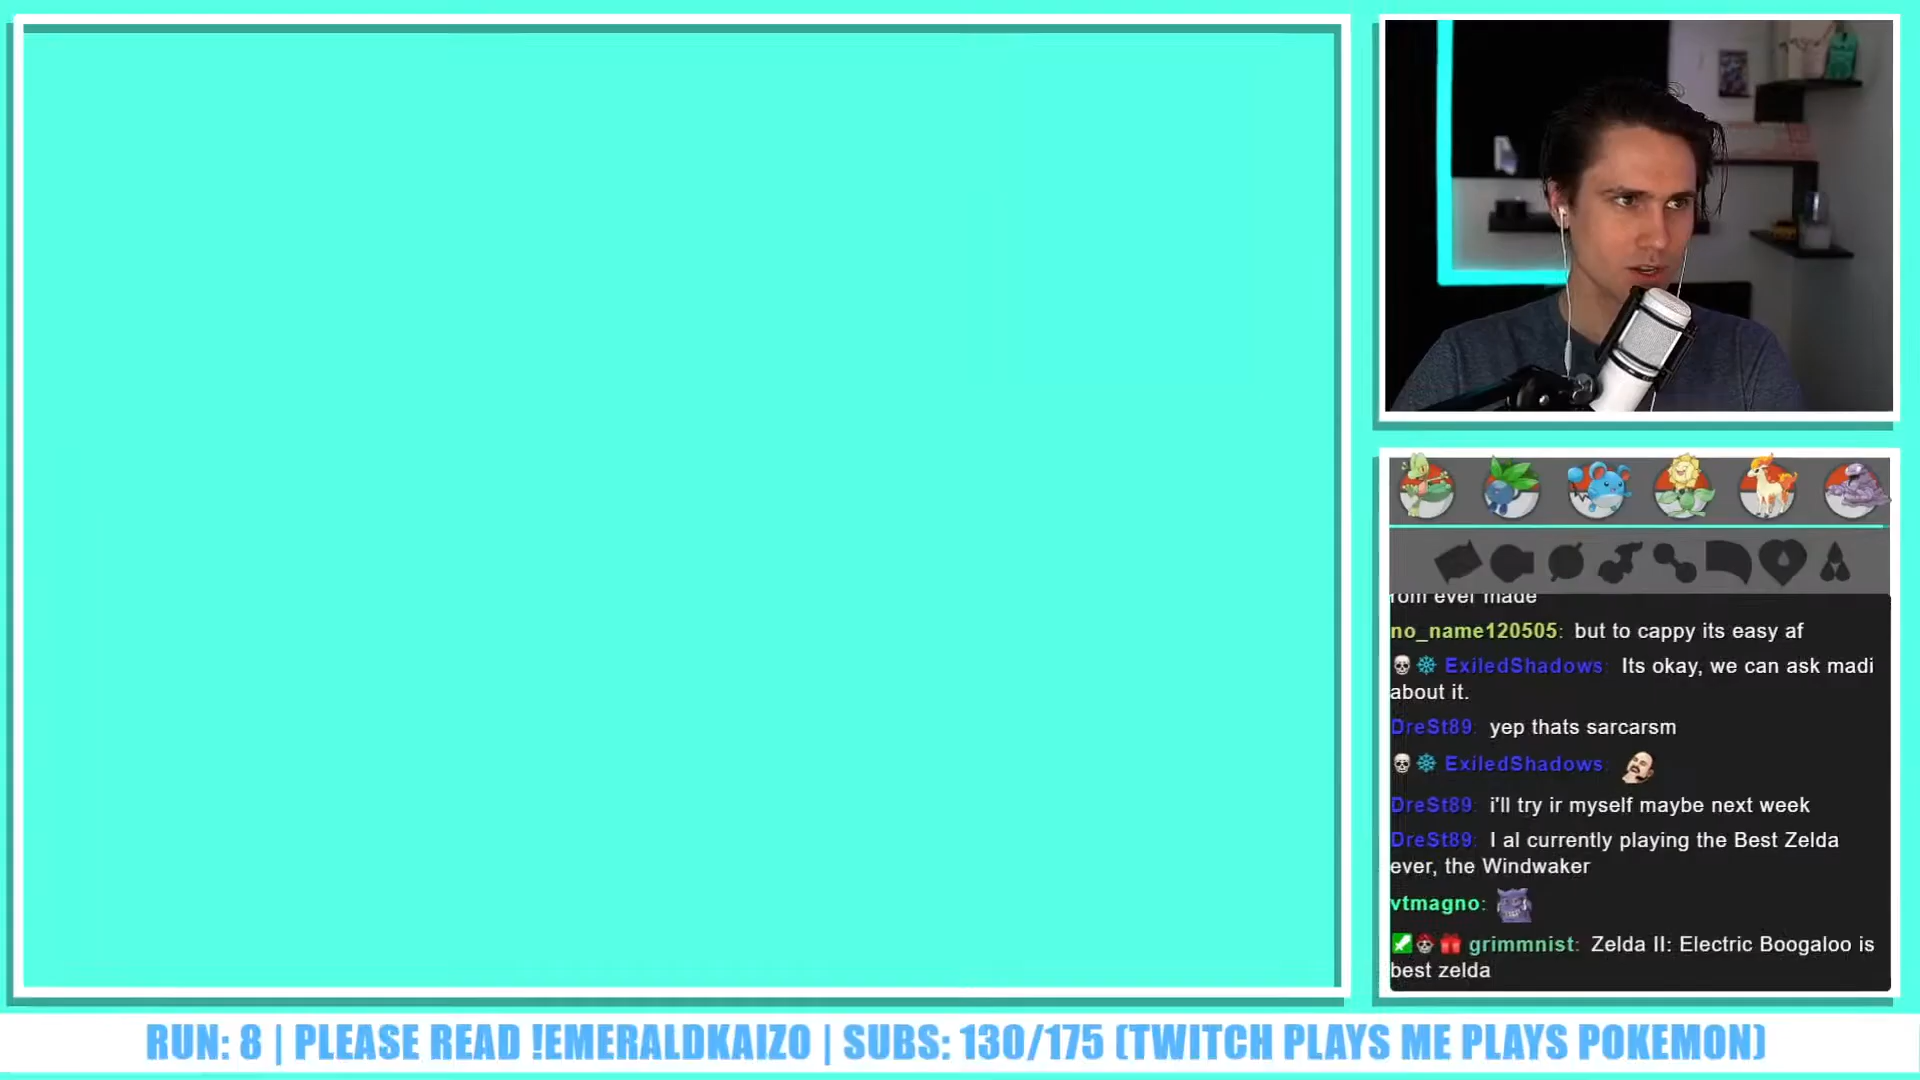 rom ever made
no_name120505: but to cappy its easy af
ExiledShadows: Its okay, we can ask madi
about it.
DreSt89: yep thats sarcarsm
ExiledShadows:
DreSt89: i'll try ir myself maybe next week
DreSt89: I al currently playing the Best Zelda
ever, the Windwaker
vtmagno:
grimmnist: Zelda II: Electric Boogaloo is
best zelda
RUN: 8 | PLEASE READ !EMERALDKAIZO | SUBS: 130/175 (TWITCH PLAYS ME PLAYS POKEMON)